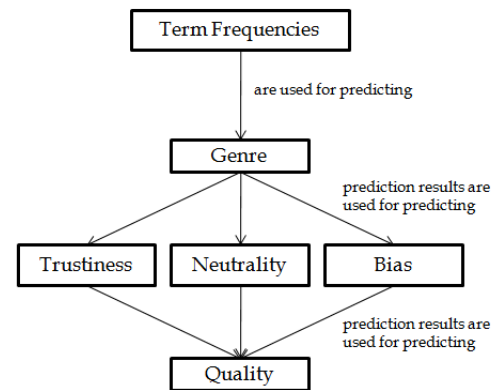 Term Frequencies
are used for predicting
Genre
prediction results are
used for predicting
Trustiness
Neutrality
Bias
prediction results are
used for predicting
Quality